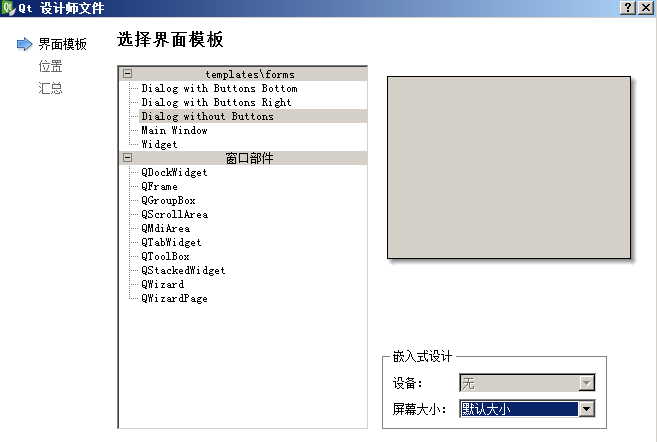 Qt 设计师文件
界面模板
位置
汇总
选择界面模板
templates\forms
Dialog with Buttons Bottom
Dialog with Buttons Right
Dialog without Buttons
Main Window
Widget
窗口部件
QDockWidget
QFrame
QGroupBox
QScrollArea
QMdiArea
QTabWidget
QToolBox
QStackedWidget
QWizard
QWizardPage
嵌入式设计
设备: 无
屏幕大小: 默认大小